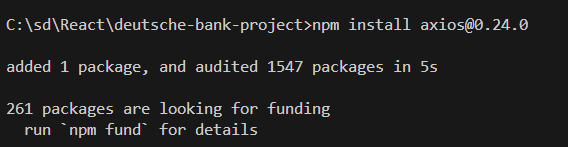 C:\sd\React\deutsche-bank-project>npm install axios@0.24.0
added 1 package, and audited 1547 packages in 5s
261 packages are looking for funding
  run `npm fund` for details